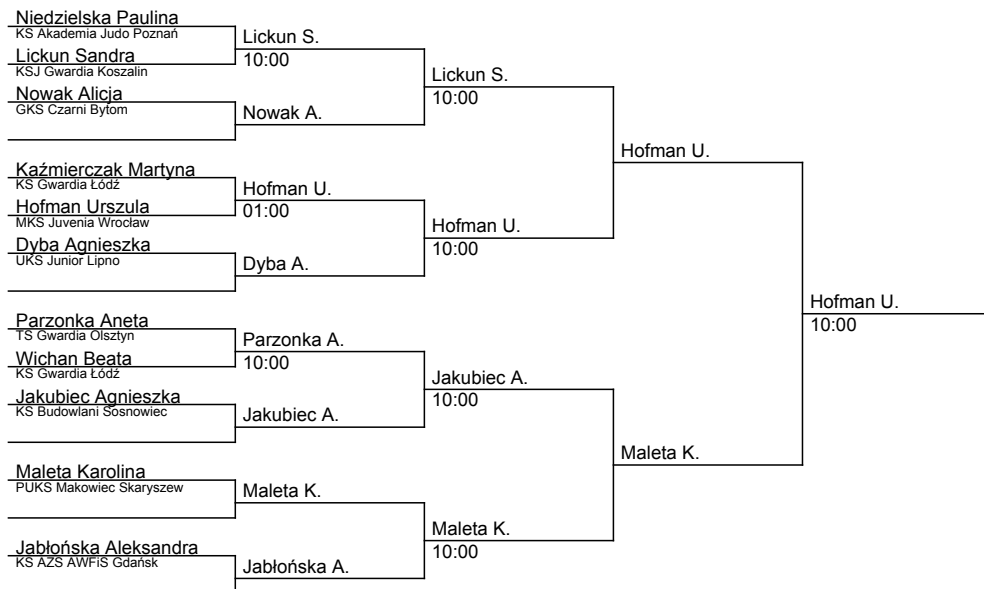 Niedzielska Paulina
KS Akademia Judo Poznań
Lickun S.
10:00
Lickun Sandra
KSJ Gwardia Koszalin
Lickun S.
10:00
Nowak Alicja
GKS Czarni Bytom
Nowak A.
Hofman U.
Kaźmierczak Martyna
KS Gwardia Łódź
Hofman U.
01:00
Hofman Urszula
MKS Juvenia Wrocław
Hofman U.
10:00
Dyba Agnieszka
UKS Junior Lipno
Dyba A.
Hofman U.
10:00
Parzonka Aneta
TS Gwardia Olsztyn
Parzonka A.
10:00
Wichan Beata
KS Gwardia Łódź
Jakubiec A.
10:00
Jakubiec Agnieszka
KS Budowlani Sosnowiec
Jakubiec A.
Maleta K.
Maleta Karolina
PUKS Makowiec Skaryszew
Maleta K.
Maleta K.
10:00
Jabłońska Aleksandra
KS AZS AWFiS Gdańsk
Jabłońska A.